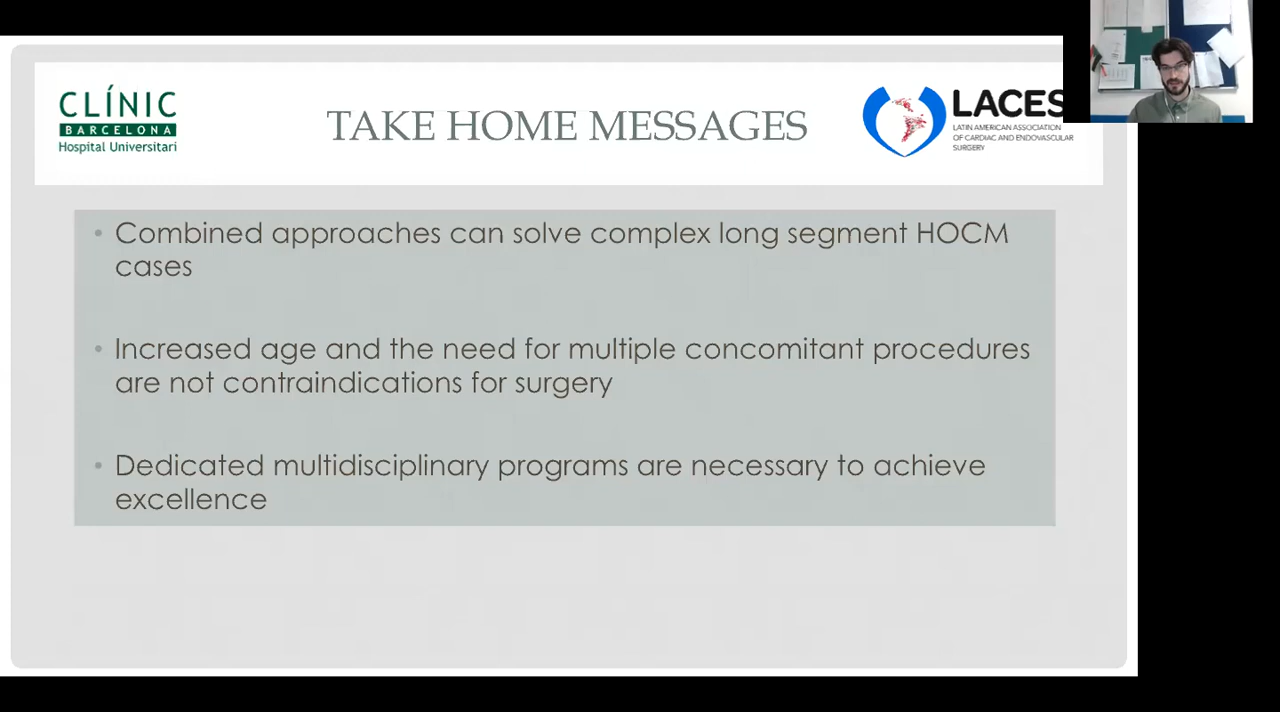 CLÍNIC
BARCELONA
Hospital Universitari
TAKE HOME MESSAGES
LACES
LATIN AMERICAN ASSOCIATION
OF CARDIAC AND ENDOVASCULAR
SURGERY
• Combined approaches can solve complex long segment HOCM
cases
• Increased age and the need for multiple concomitant procedures
are not contraindications for surgery
• Dedicated multidisciplinary programs are necessary to achieve
excellence